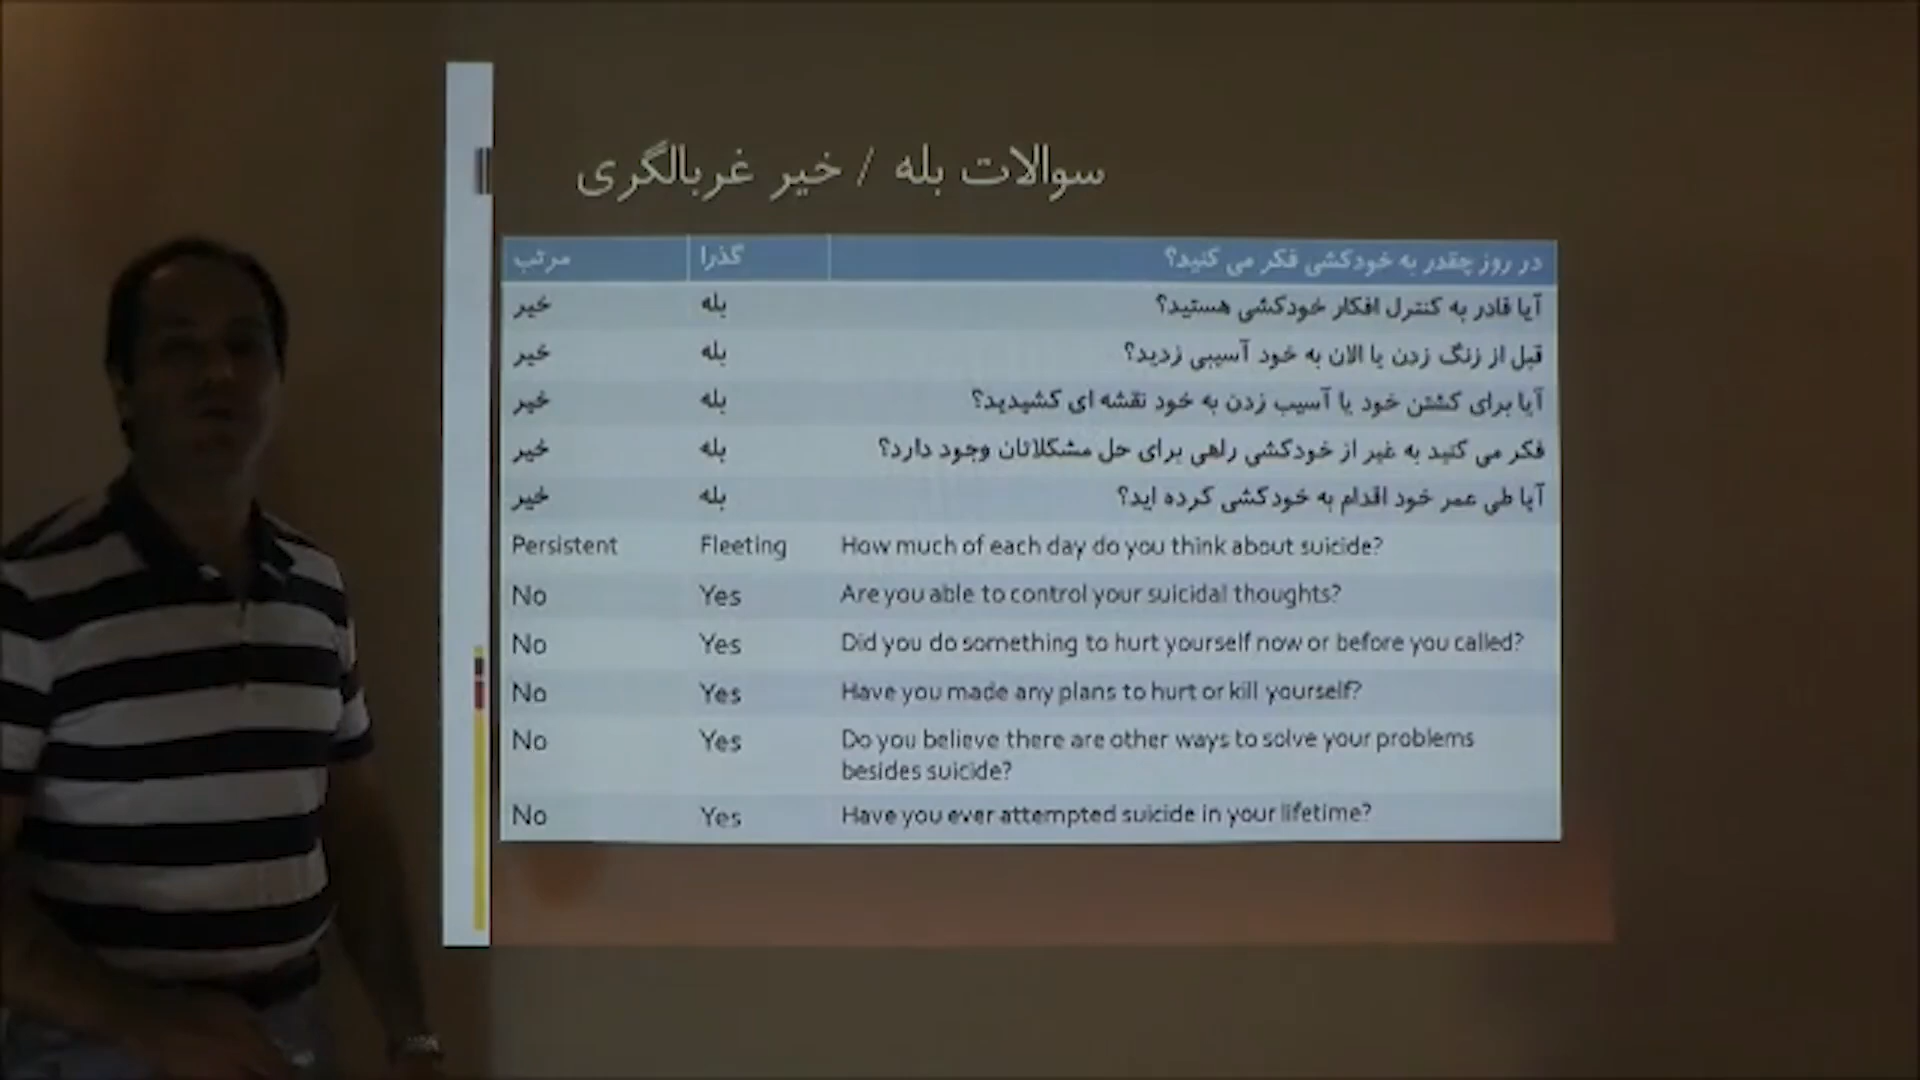 سوالات بله / خیر غربالگری
در روز چقدر به خودکشی فکر می کنید؟ گذرا مرتب
آیا قادر به کنترل افکار خودکشی هستید؟ بله خیر
قبل از زنگ زدن یا الان به خود آسیبی زدید؟ بله خیر
آیا برای کشتن خود یا آسیب زدن به خود نقشه ای کشیدید؟ بله خیر
فکر می کنید به غیر از خودکشی راهی برای حل مشکلاتان وجود دارد؟ بله خیر
آیا طی عمر خود اقدام به خودکشی کرده اید؟ بله خیر
Persistent Fleeting How much of each day do you think about suicide?
No Yes Are you able to control your suicidal thoughts?
No Yes Did you do something to hurt yourself now or before you called?
No Yes Have you made any plans to hurt or kill yourself?
No Yes Do you believe there are other ways to solve your problems
besides suicide?
No Yes Have you ever attempted suicide in your lifetime?